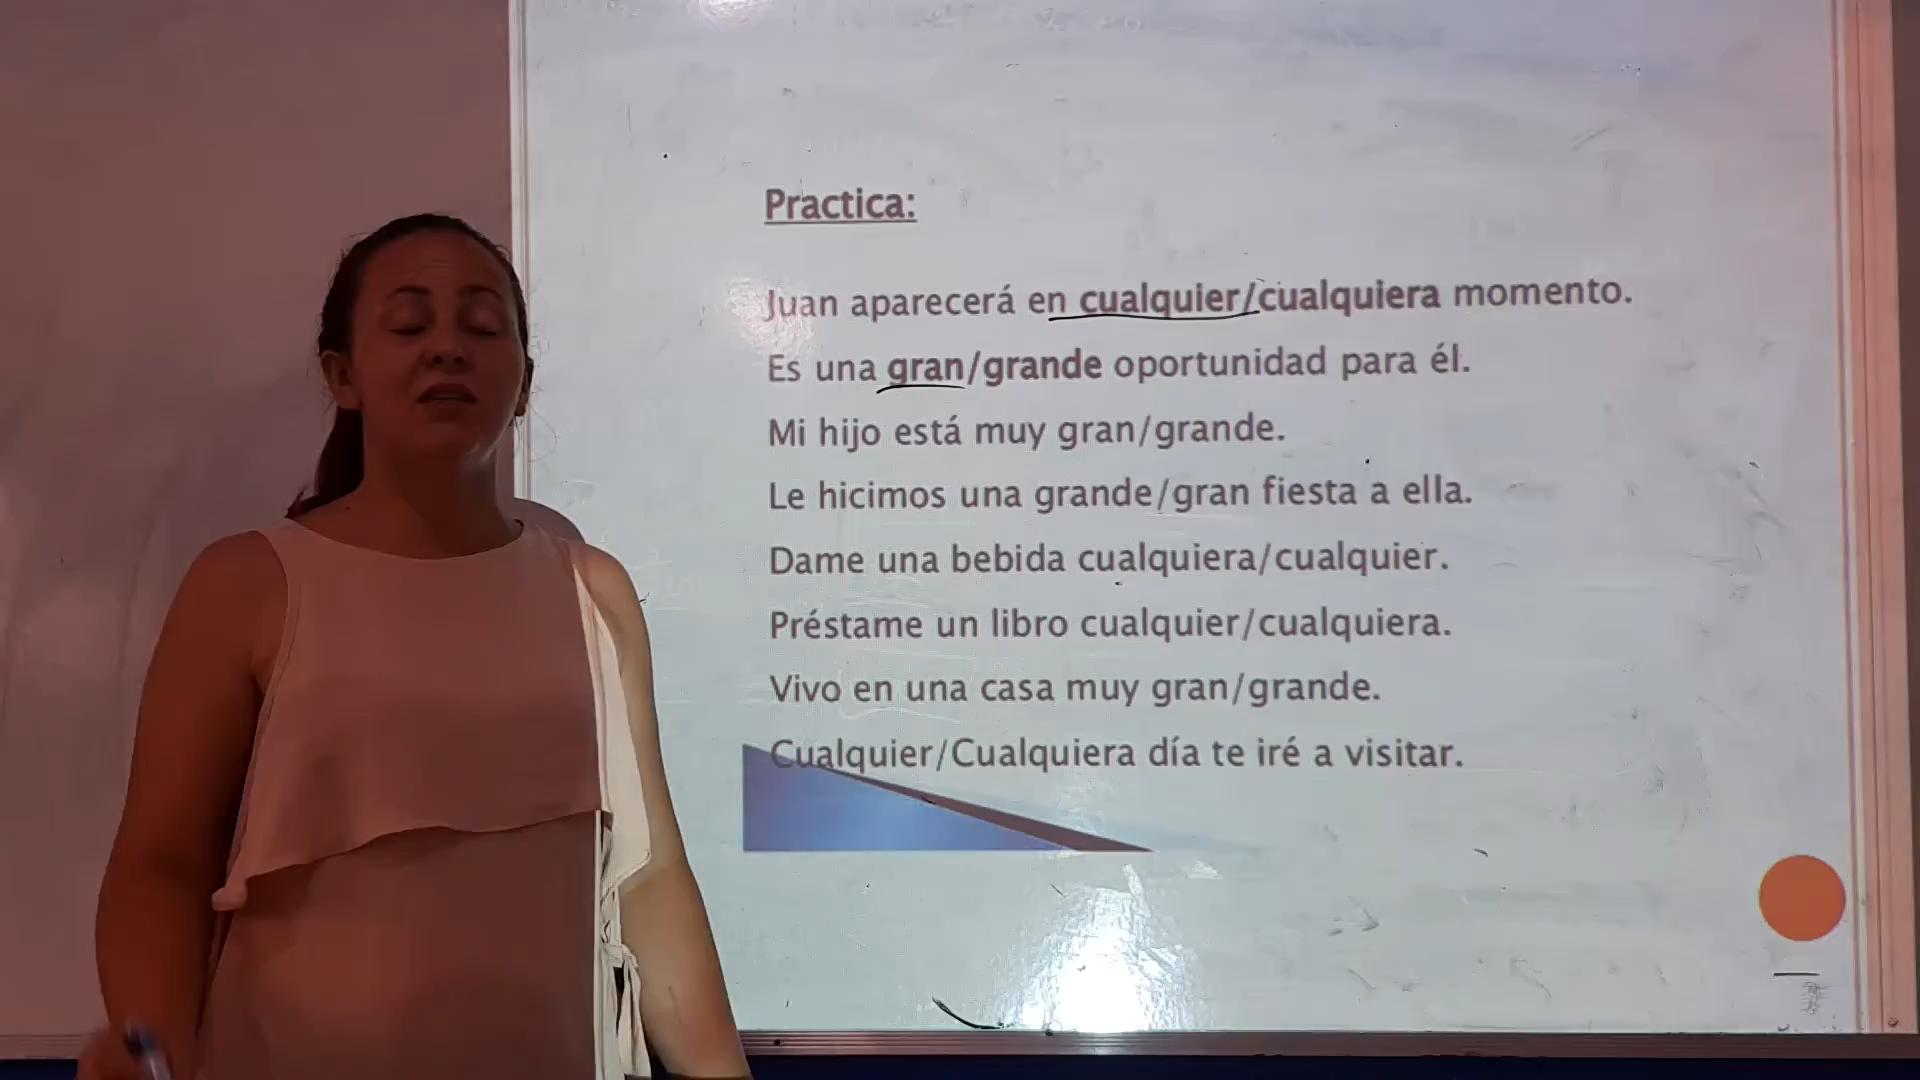 Practica:
Juan aparecerá en cualquier/cualquiera momento.
Es una gran/grande oportunidad para él.
Mi hijo está muy gran/grande.
Le hicimos una grande/gran fiesta a ella.
Dame una bebida cualquiera/cualquier.
Préstame un libro cualquier/cualquiera.
Vivo en una casa muy gran/grande.
Cualquier/Cualquiera día te iré a visitar.